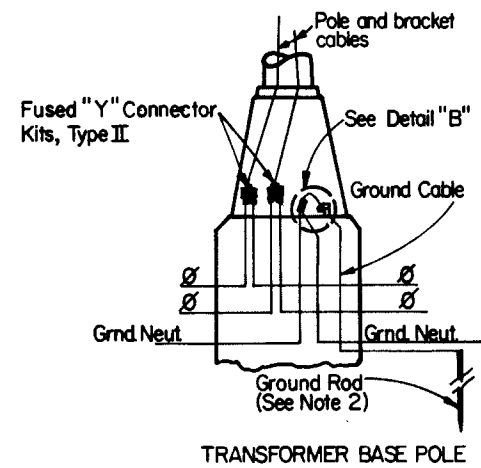 Pole and bracket
cables
Fused "Y" Connector
Kits, Type II
See Detail "B"
Ground Cable
Ø Ø
Ø Ø
Grnd. Neut. Grnd. Neut.
Ground Rod
(See Note 2)
TRANSFORMER BASE POLE